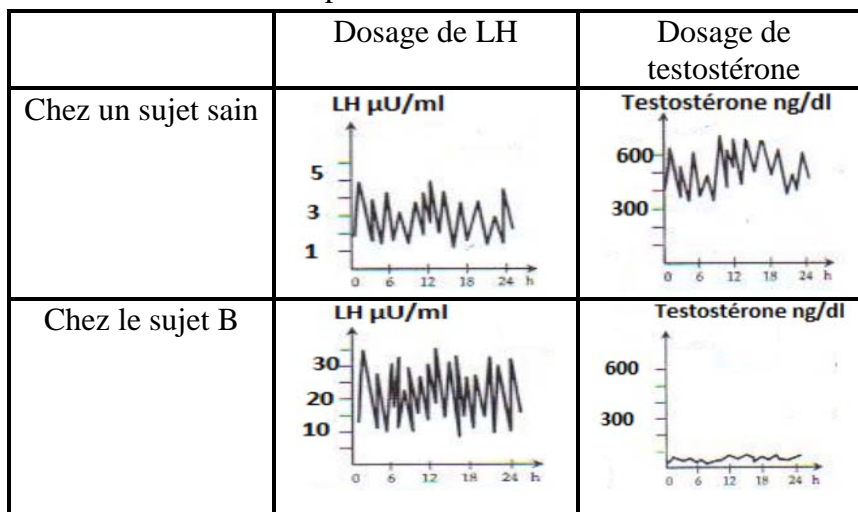 Dosage de LH
Dosage de
testostérone
Chez un sujet sain
LH µU/ml
5
3
1
0 6 12 18 24 h
Testostérone ng/dl
600
300
0 6 12 18 24 h
Chez le sujet B
LH µU/ml
30
20
10
0 6 12 18 24 h
Testostérone ng/dl
600
300
0 6 12 18 24 h